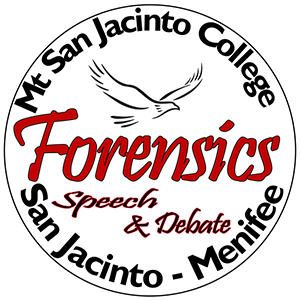 Mt San Jacinto College
Forensics
Speech
& Debate
San Jacinto - Menifee